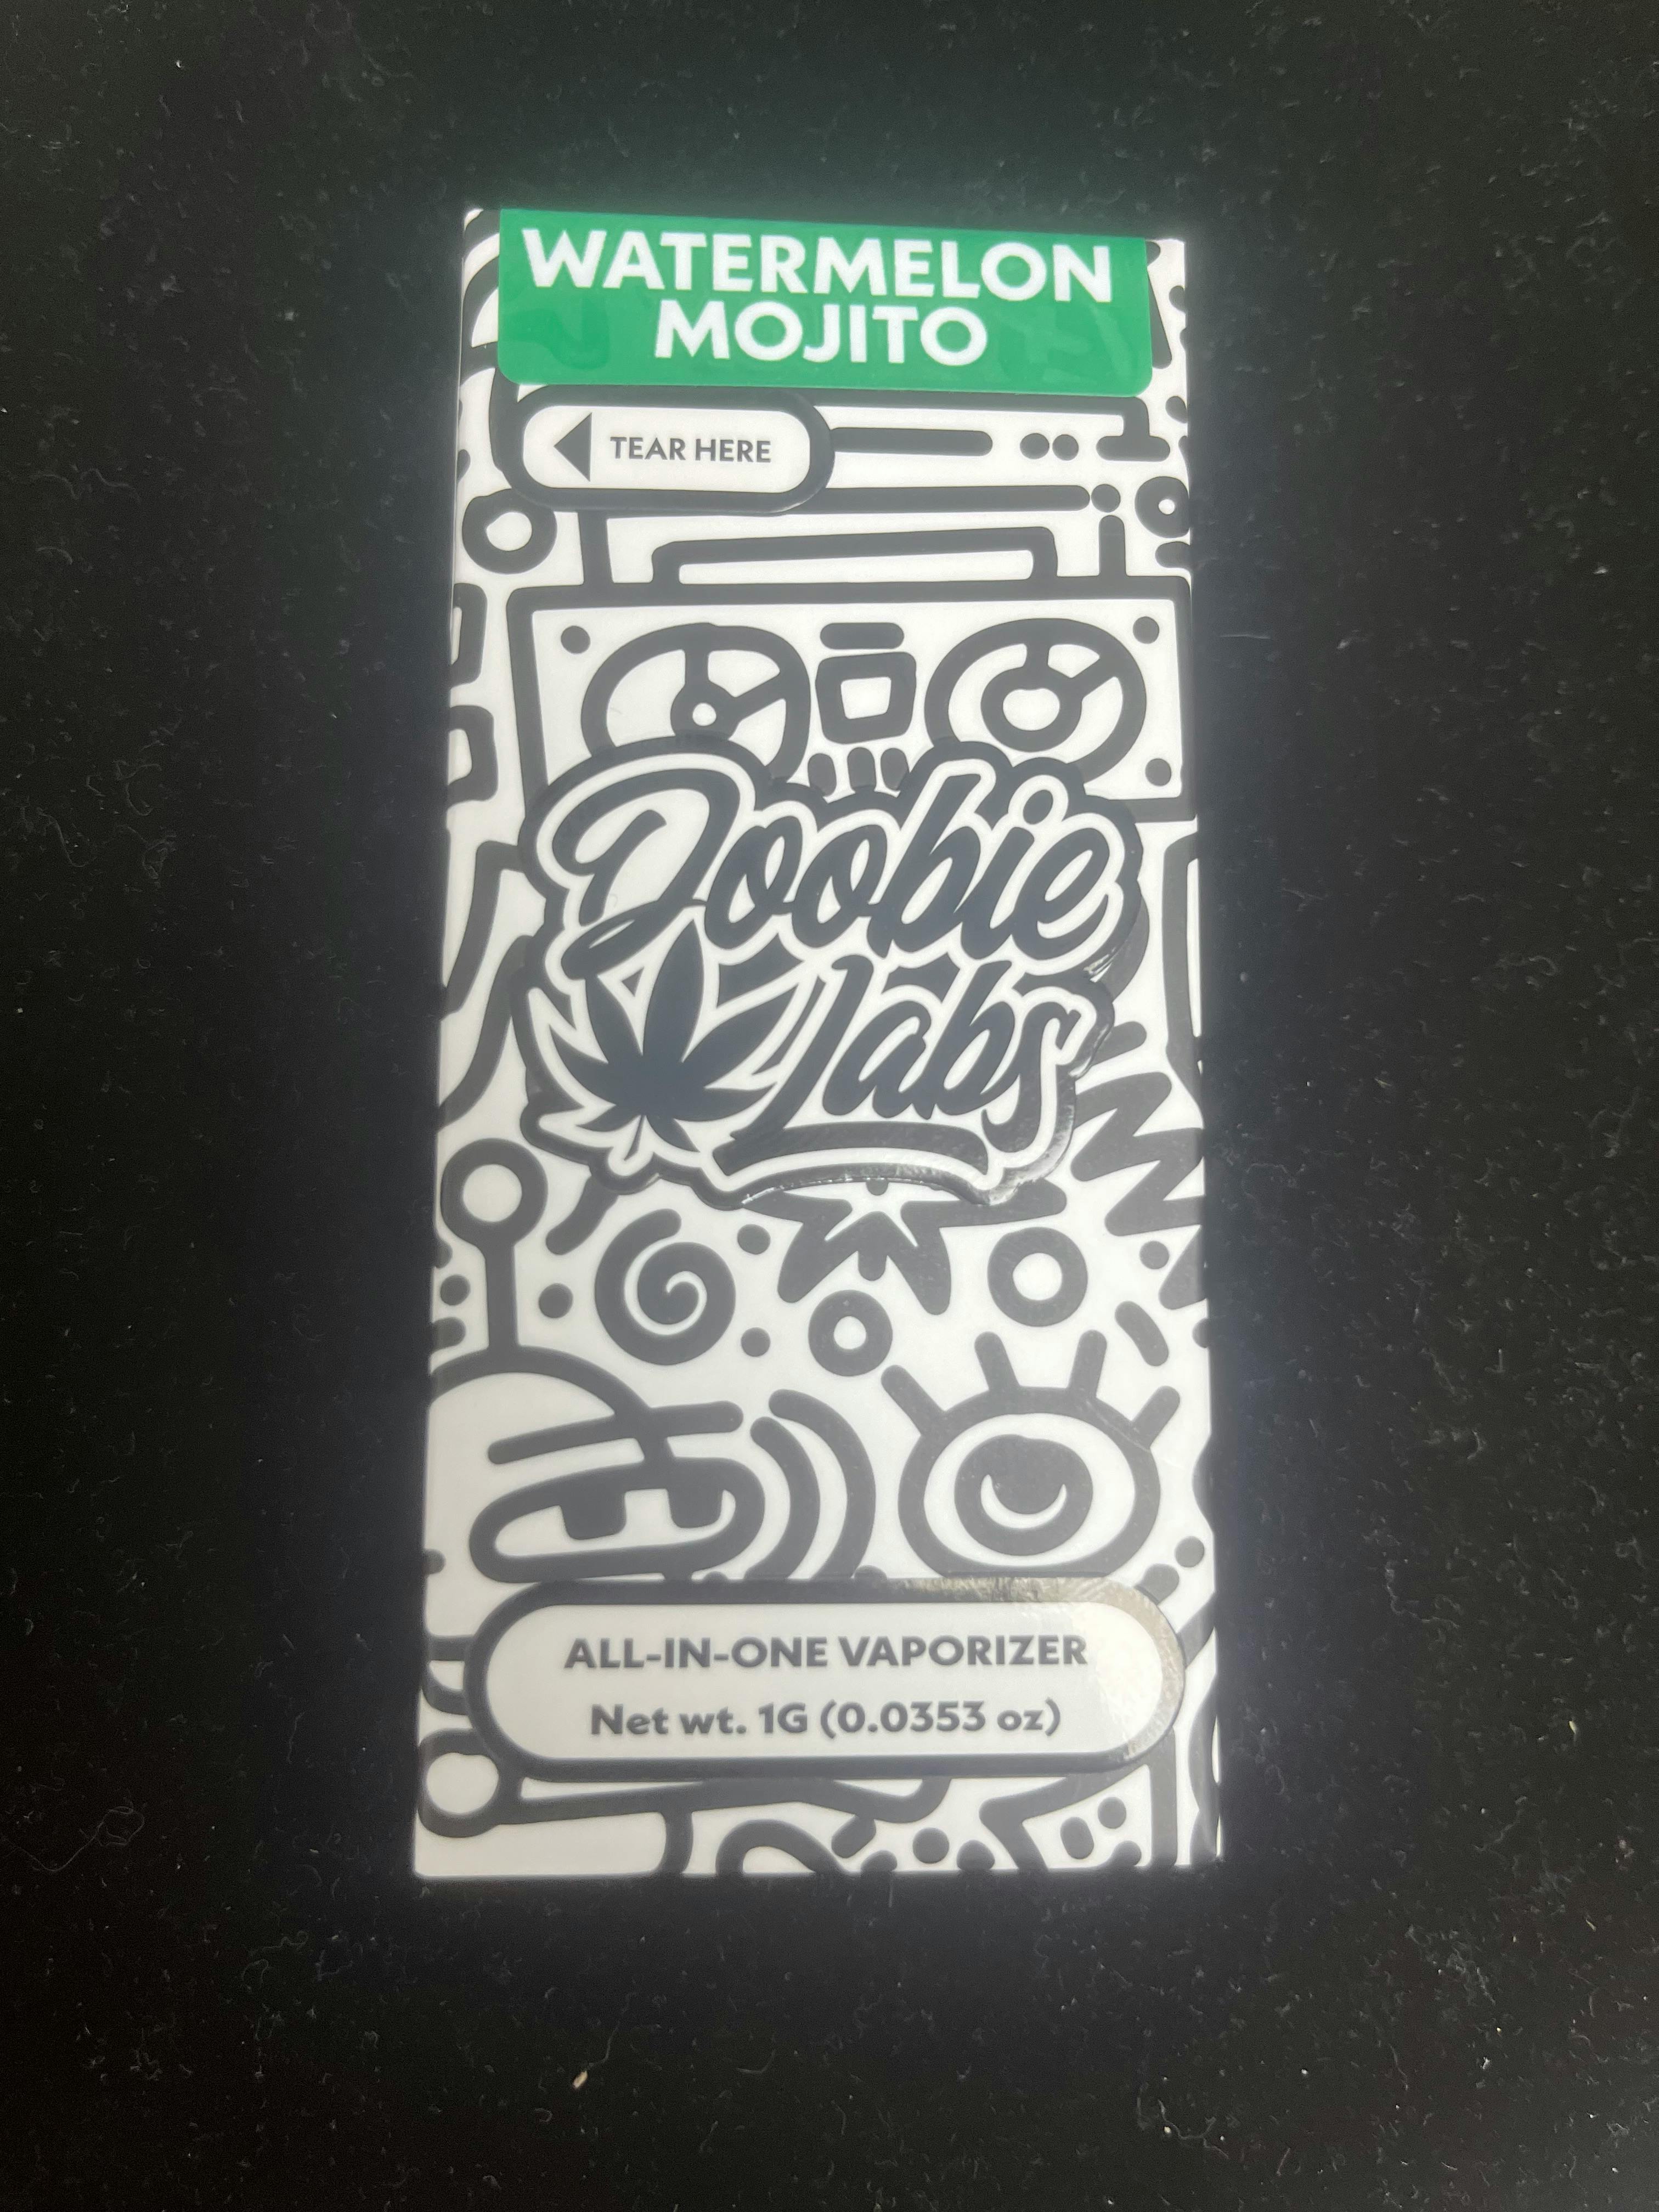 WATERMELON
MOJITO
TEAR HERE
Doobie
Labs
ALL-IN-ONE VAPORIZER
Net wt. 1G (0.0353 oz)